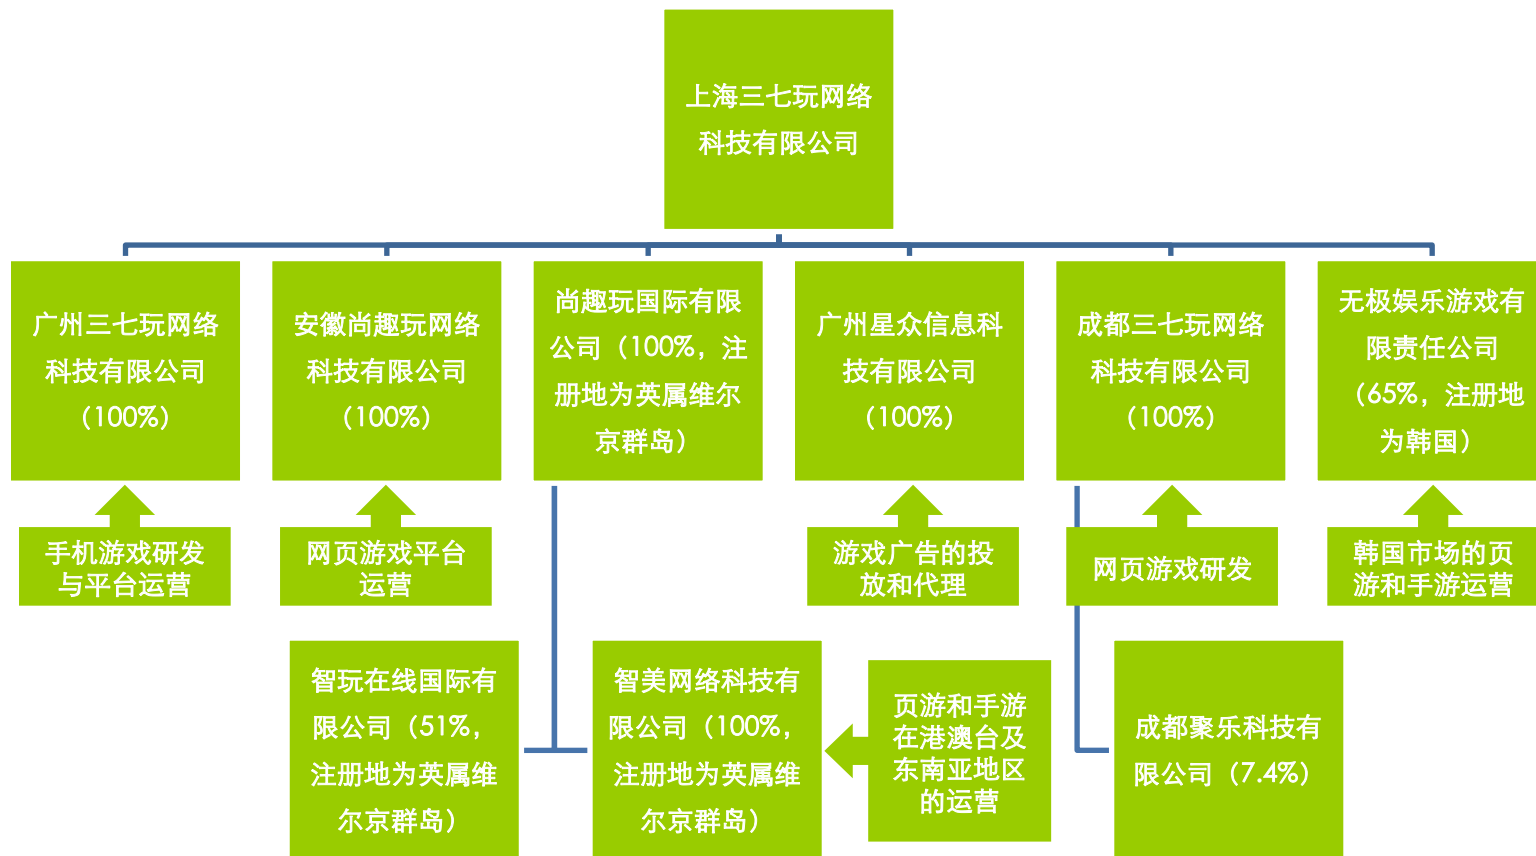 上海三七玩网络
科技有限公司
广州三七玩网络
科技有限公司
（100%）
安徽尚趣玩网络
科技有限公司
（100%）
尚趣玩国际有限
公司（100%，注
册地为英属维尔
京群岛）
广州星众信息科
技有限公司
（100%）
成都三七玩网络
科技有限公司
（100%）
无极娱乐游戏有
限责任公司
（65%，注册地
为韩国）
手机游戏研发
与平台运营
网页游戏平台
运营
游戏广告的投
放和代理
网页游戏研发
韩国市场的页
游和手游运营
智玩在线国际有
限公司（51%，
注册地为英属维
尔京群岛）
智美网络科技有
限公司（100%，
注册地为英属维
尔京群岛）
页游和手游
在港澳台及
东南亚地区
的运营
成都聚乐科技有
限公司（7.4%）